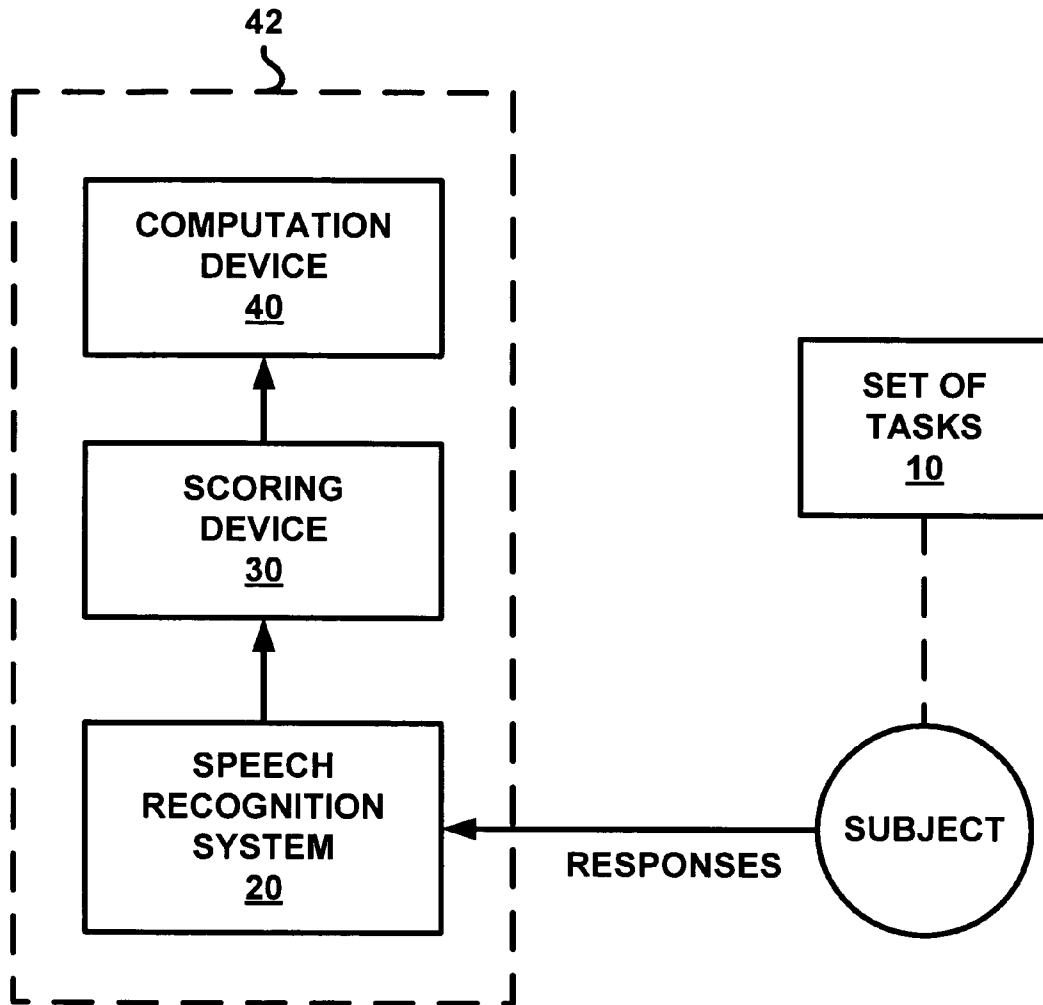 42
COMPUTATION
DEVICE
40
SET OF
TASKS
10
SCORING
DEVICE
30
SPEECH
RECOGNITION
SYSTEM
20
RESPONSES
SUBJECT